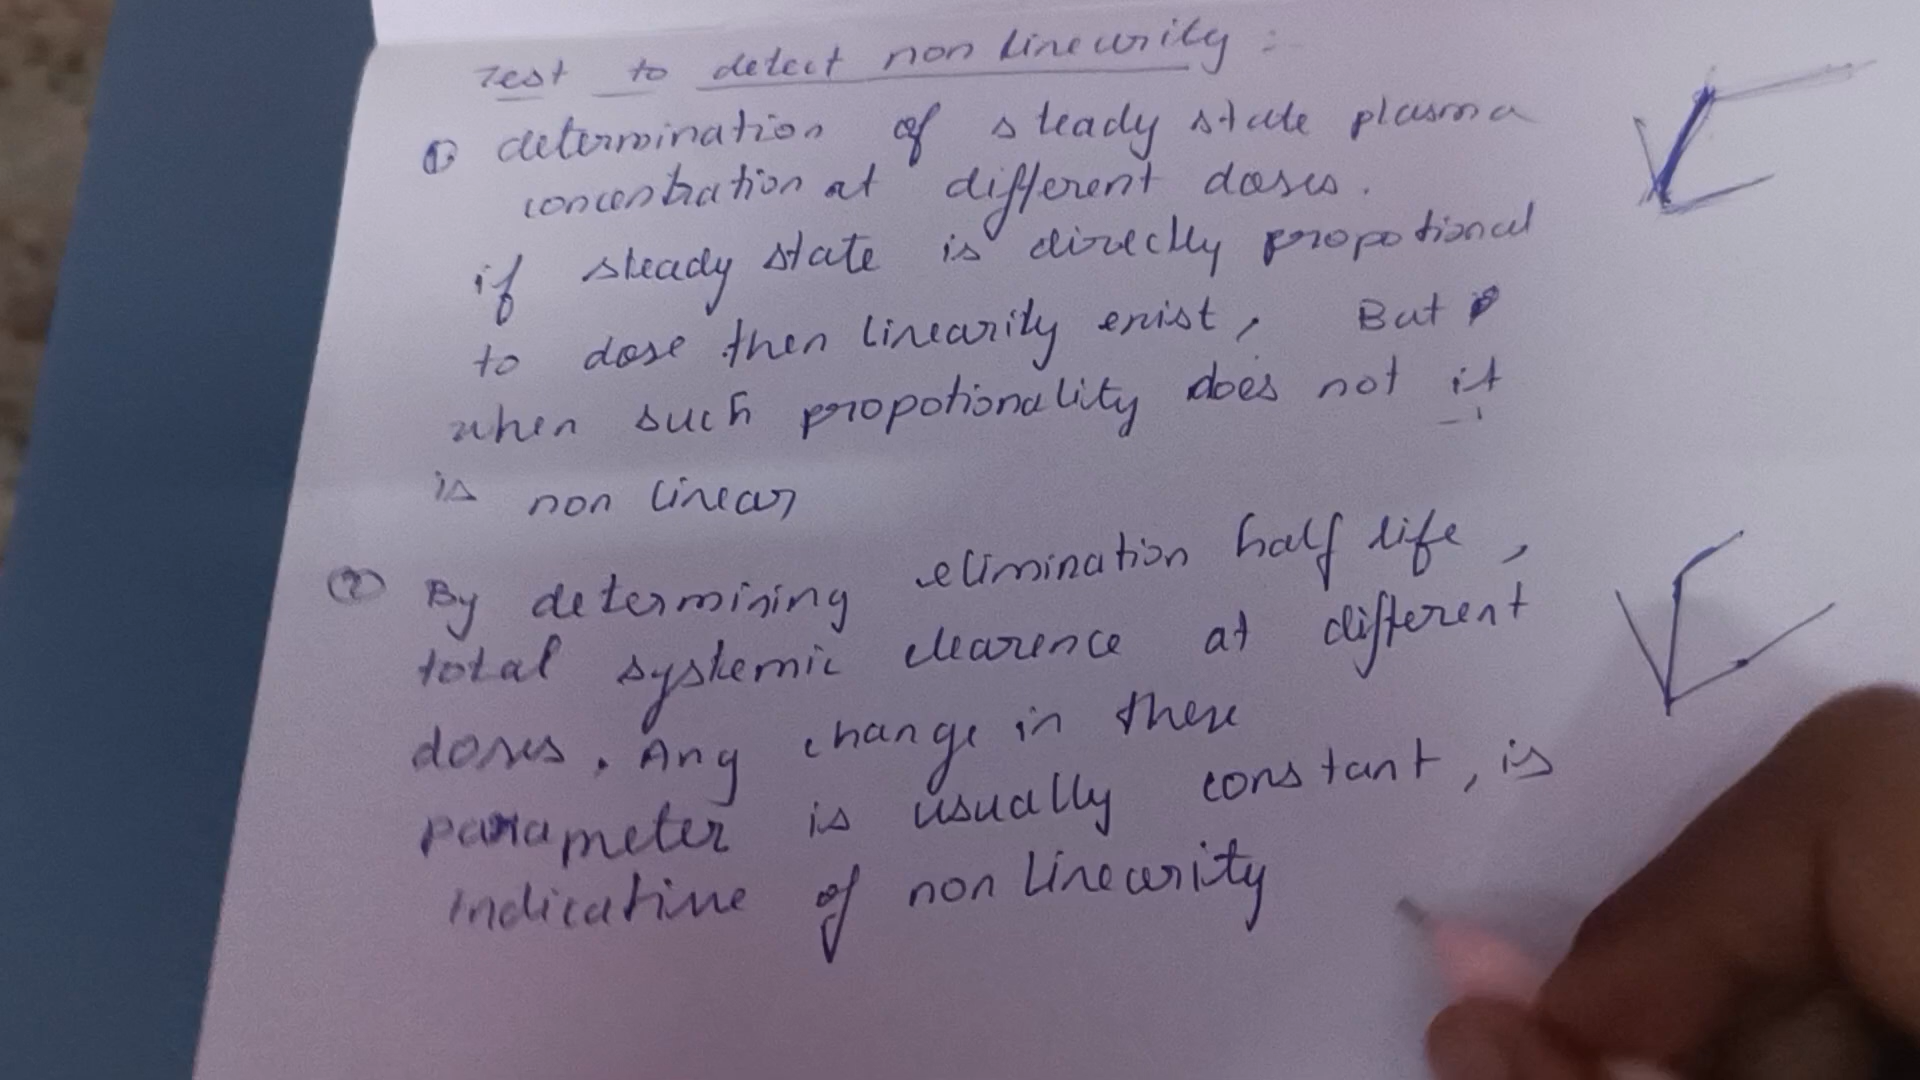 Test to detect non linearity :
① determination of steady state plasma
concentration at different doses.
if steady state is directly propotional
to dose then linearity exist, But
when such propotionality does not it
is non linear
② By determining elimination half life,
total systemic clearence at different
doses. Any change in these
parameter is usually constant, is
indicative of non linearity